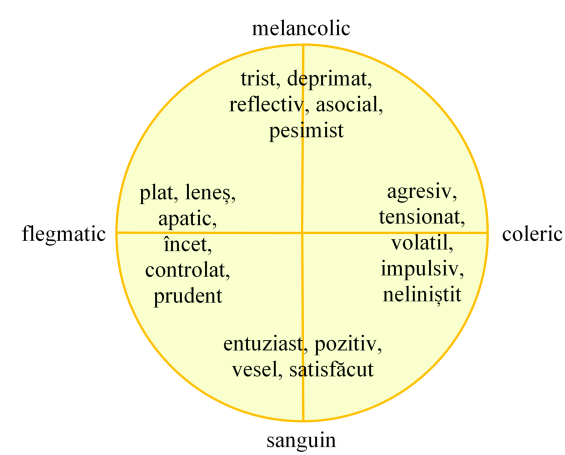 melancolic
trist, deprimat,
reflectiv, asocial,
pesimist
flegmatic
plat, leneș,
apatic,
încet,
controlat,
prudent
agresiv,
tensionat,
volatil,
impulsiv,
neliniștit
coleric
entuziast, pozitiv,
vesel, satisfăcut
sanguin